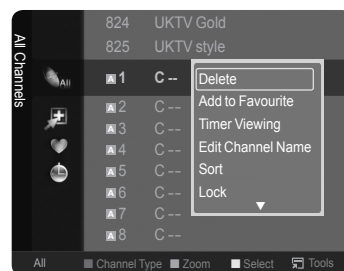 All Channels
824 UKTV Gold
825 UKTV style
All
A 1 C --
A 2 C --
A 3 C --
A 4 C --
A 5 C --
A 6 C --
A 7 C --
A 8 C --
Delete
Add to Favourite
Timer Viewing
Edit Channel Name
Sort
Lock
All Channel Type Zoom Select Tools